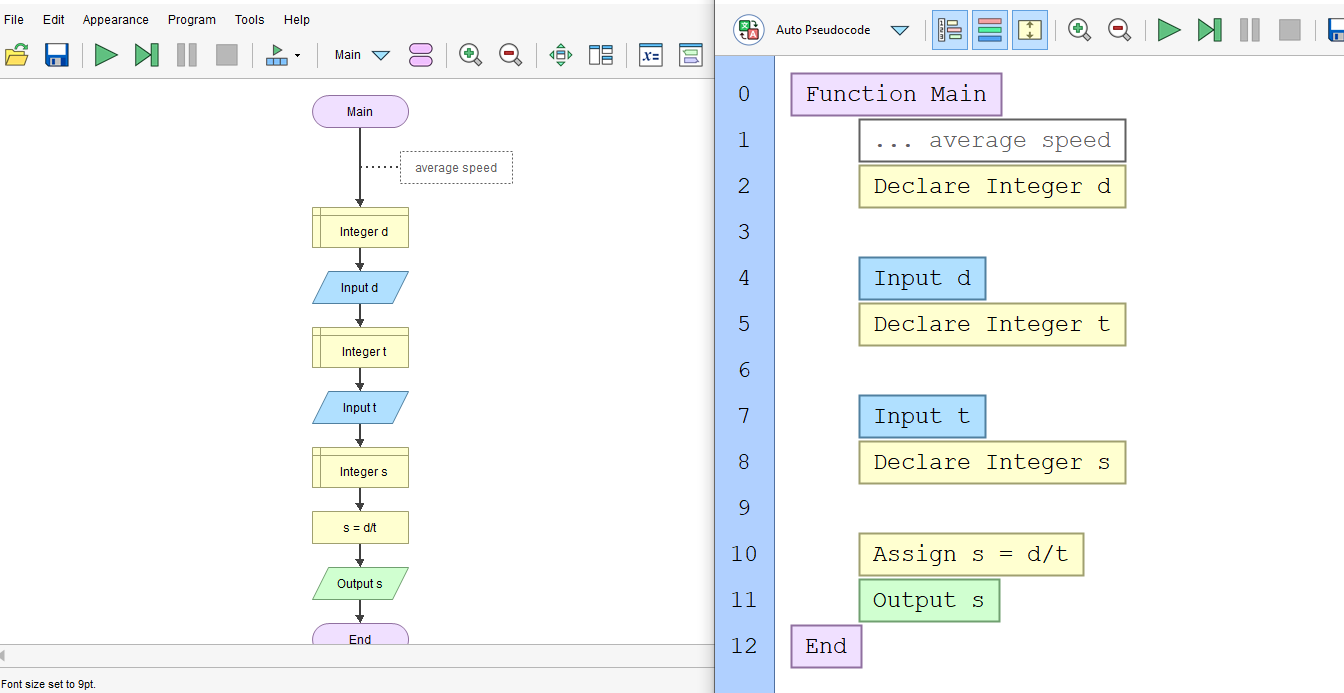 File Edit Appearance Program Tools Help
Main
x=
Main
average speed
Integer d
Input d
Integer t
Input t
Integer s
s = d/t
Output s
End
Font size set to 9pt.
Auto Pseudocode
0 Function Main
1 ... average speed
2 Declare Integer d
3
4 Input d
5 Declare Integer t
6
7 Input t
8 Declare Integer s
9
10 Assign s = d/t
11 Output s
12 End